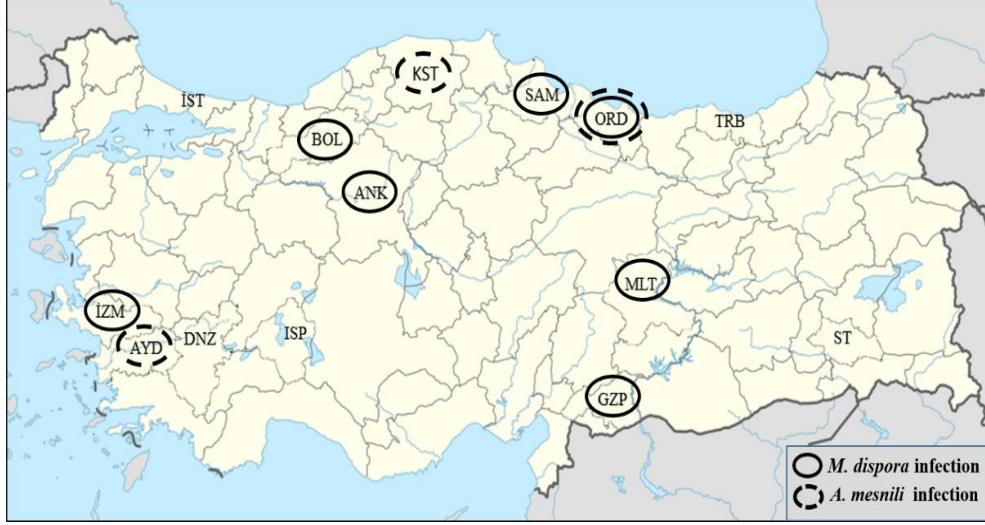 KST
İST
SAM
ORD
TRB
BOL
ANK
MLT
İZM
AYD
DNZ
ISP
ST
GZP
M. dispora infection
A. mesnili infection